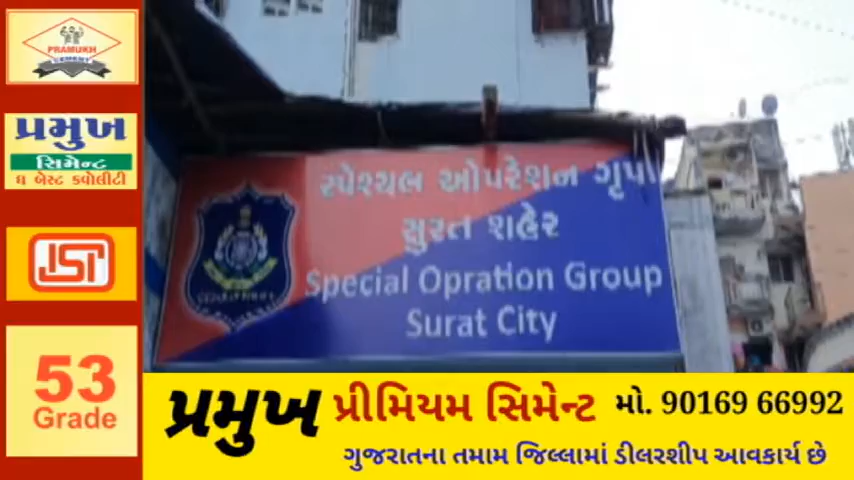 PRAMUKH
CEMENT
પ્રમુખ
સિમેન્ટ
ધ બેસ્ટ ક્વોલીટી
53
Grade
સ્પેશ્યલ ઓપરેશન ગૃપ
સુરત શહેર
Special Opration Group
Surat City
પ્રમુખ પ્રીમિયમ સિમેન્ટ મો. 90169 66992
ગુજરાતના તમામ જિલ્લામાં ડીલરશીપ આવકાર્ય છે